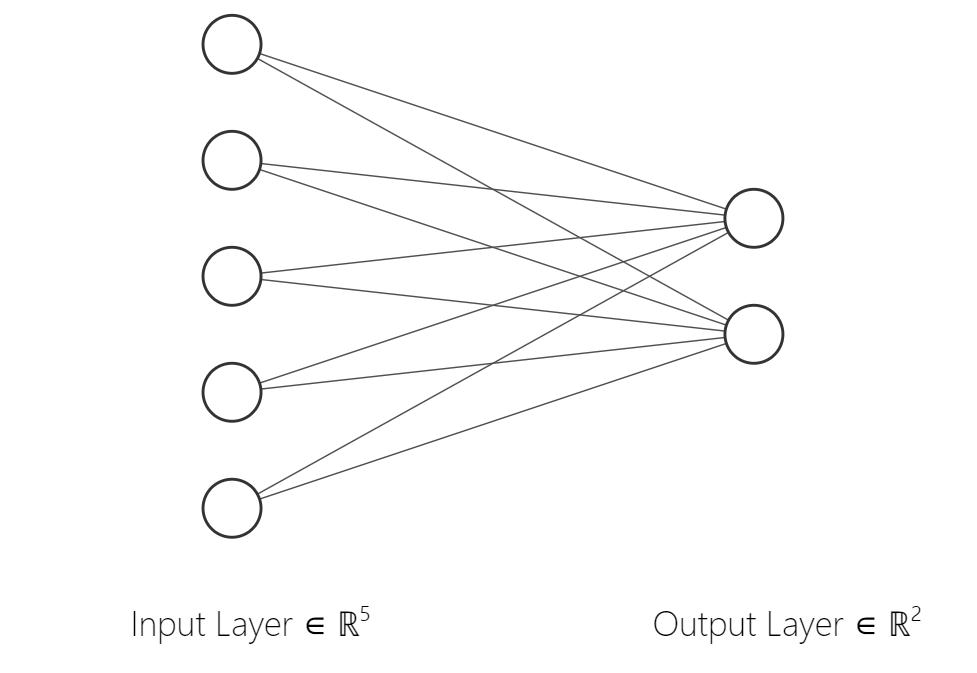 Input Layer ∈ ℝ⁵
Output Layer ∈ ℝ²